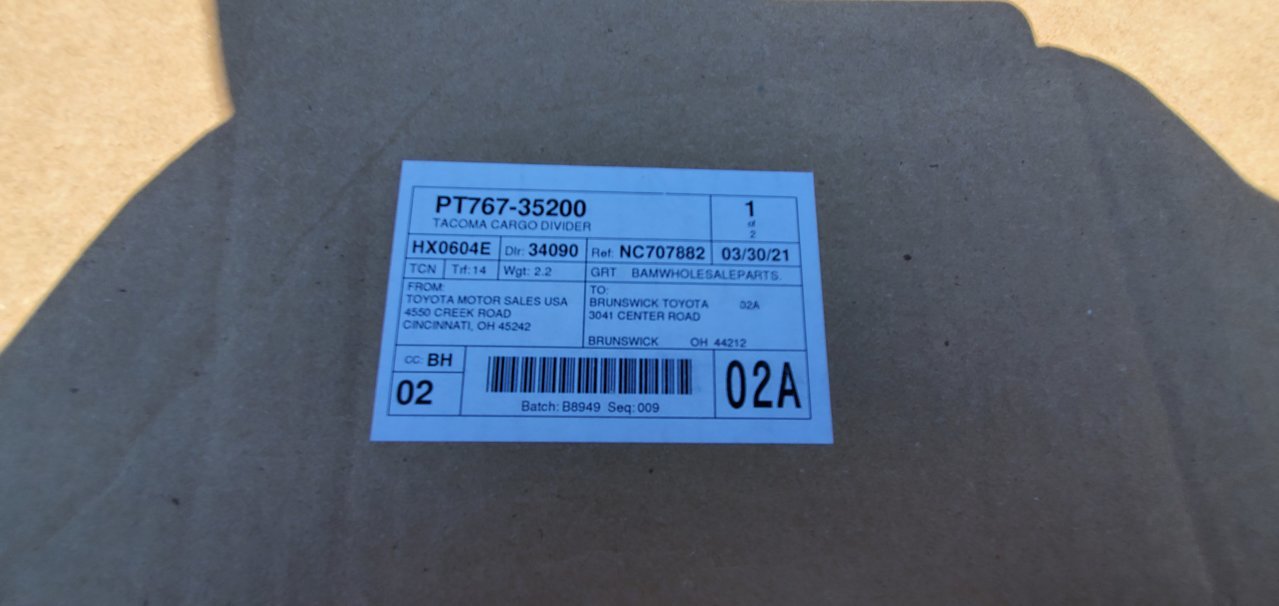 PT767-35200
TACOMA CARGO DIVIDER
1
of
2
HX0604E
Dlr: 34090
Ref: NC707882
03/30/21
TCN
Trf: 14
Wgt: 2.2
GRT BAMWHOLESALEPARTS.
FROM:
TOYOTA MOTOR SALES USA
4550 CREEK ROAD
CINCINNATI, OH 45242
TO:
BRUNSWICK TOYOTA 02A
3041 CENTER ROAD
BRUNSWICK OH 44212
CC: BH
02
Batch: B8949 Seq: 009
02A